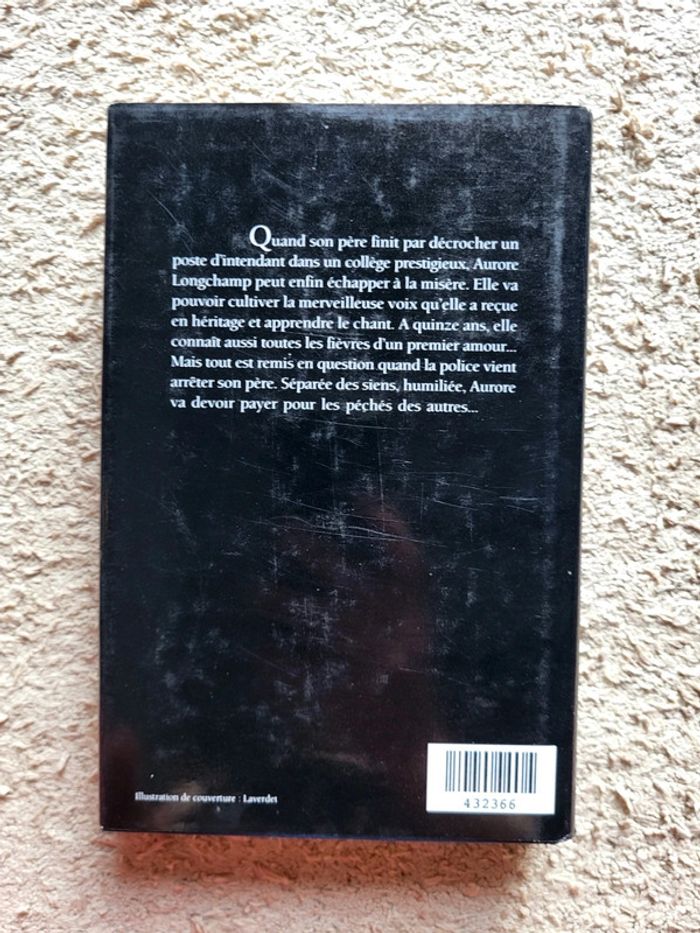 Quand son père finit par décrocher un
poste d'intendant dans un collège prestigieux, Aurore
Longchamp peut enfin échapper à la misère. Elle va
pouvoir cultiver la merveilleuse voix qu'elle a reçue
en héritage et apprendre le chant. A quinze ans, elle
connaît aussi toutes les fièvres d'un premier amour...
Mais tout est remis en question quand la police vient
arrêter son père. Séparée des siens, humiliée, Aurore
va devoir payer pour les péchés des autres...
Illustration de couverture : Laverdet
432366